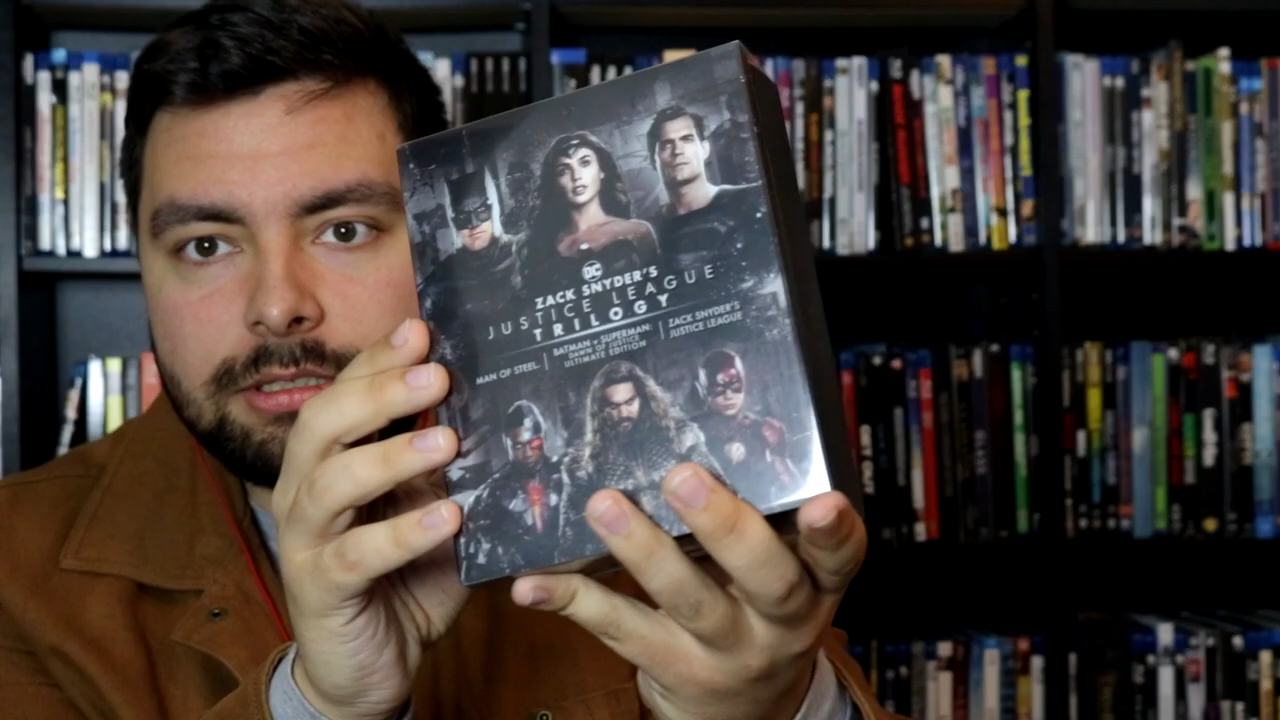 DC
ZACK SNYDER'S
JUSTICE LEAGUE
TRILOGY
MAN OF STEEL.
BATMAN v SUPERMAN:
DAWN OF JUSTICE
ULTIMATE EDITION
ZACK SNYDER'S
JUSTICE LEAGUE